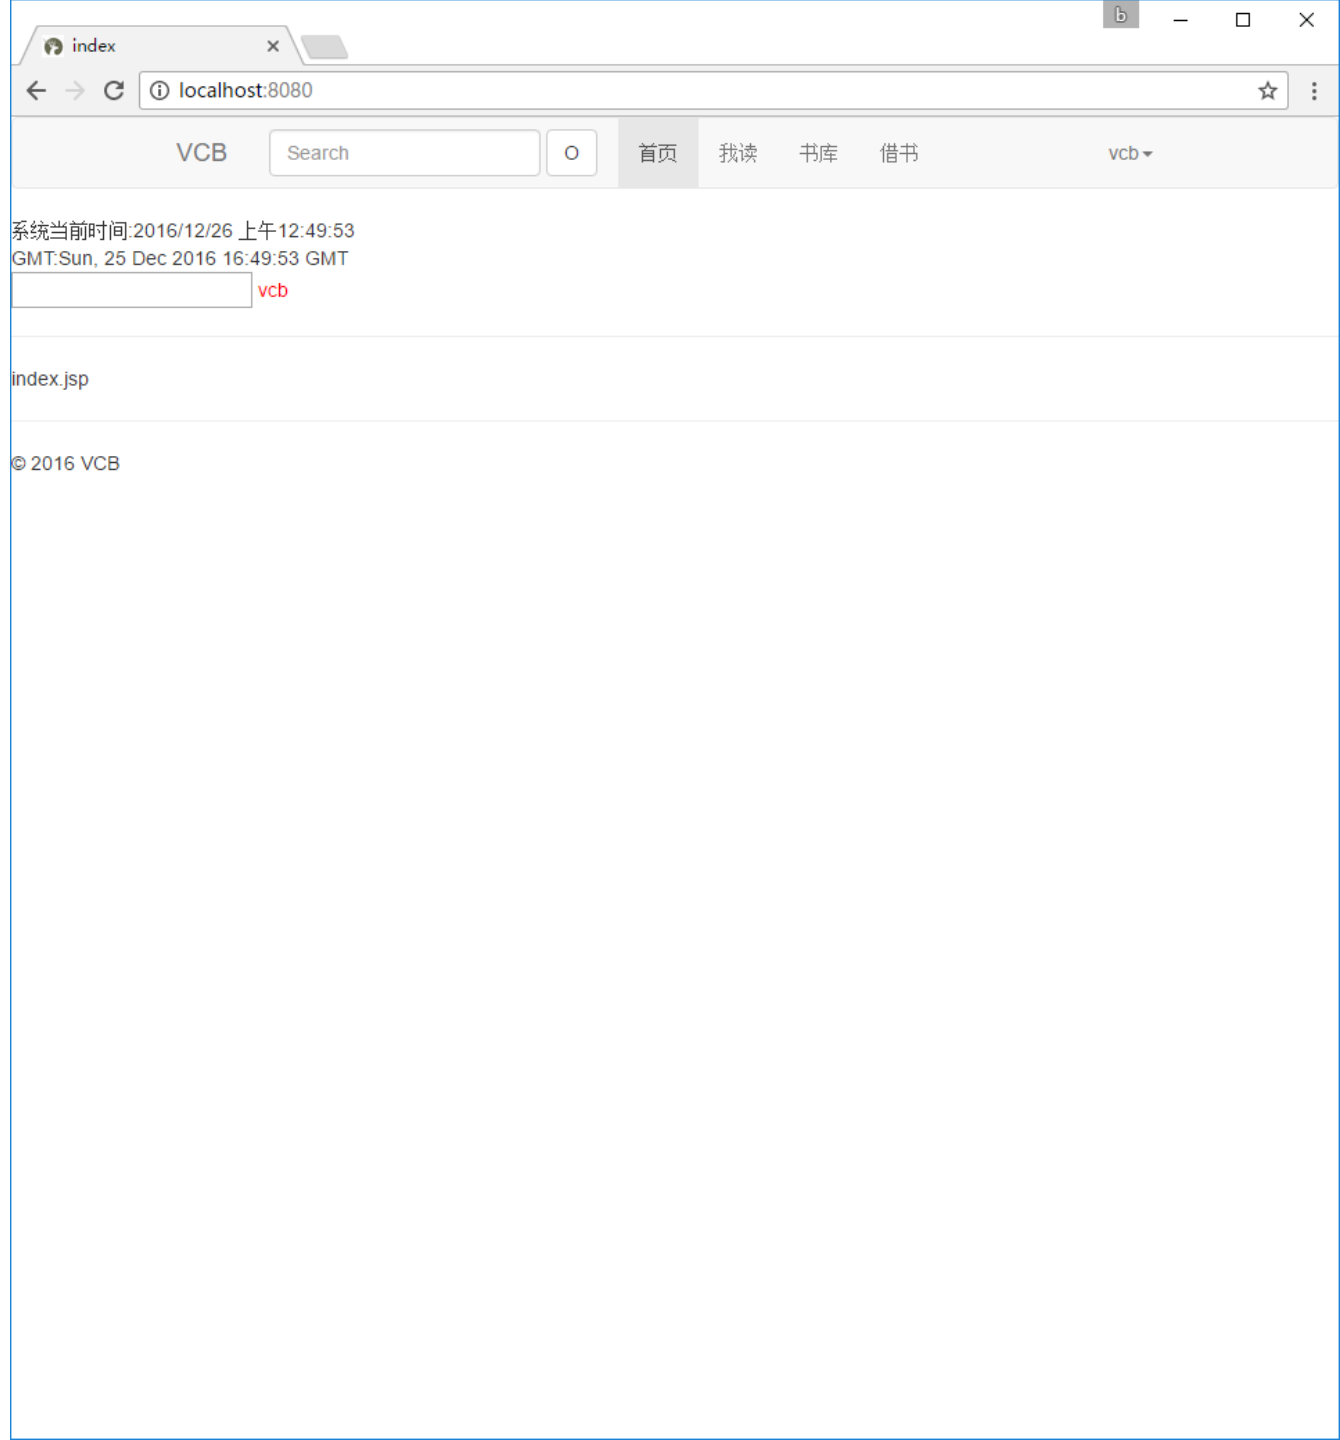 b
index
localhost:8080
VCB Search O 首页 我读 书库 借书 vcb
系统当前时间:2016/12/26 上午12:49:53
GMT:Sun, 25 Dec 2016 16:49:53 GMT
vcb
index.jsp
© 2016 VCB